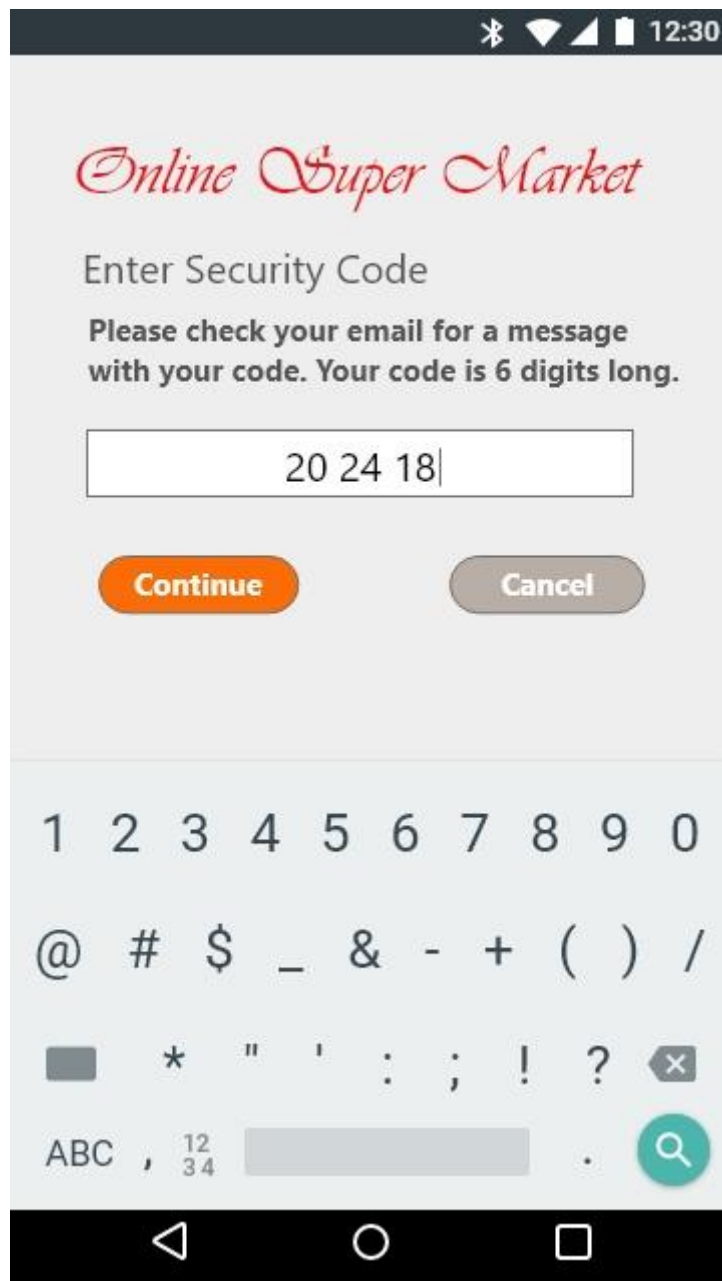 12:30
Online Super Market
Enter Security Code
Please check your email for a message
with your code. Your code is 6 digits long.
20 24 18
Continue Cancel
1 2 3 4 5 6 7 8 9 0
@ # $ _ & - + ( ) /
* " ' : ; ! ?
ABC , 12 34 .